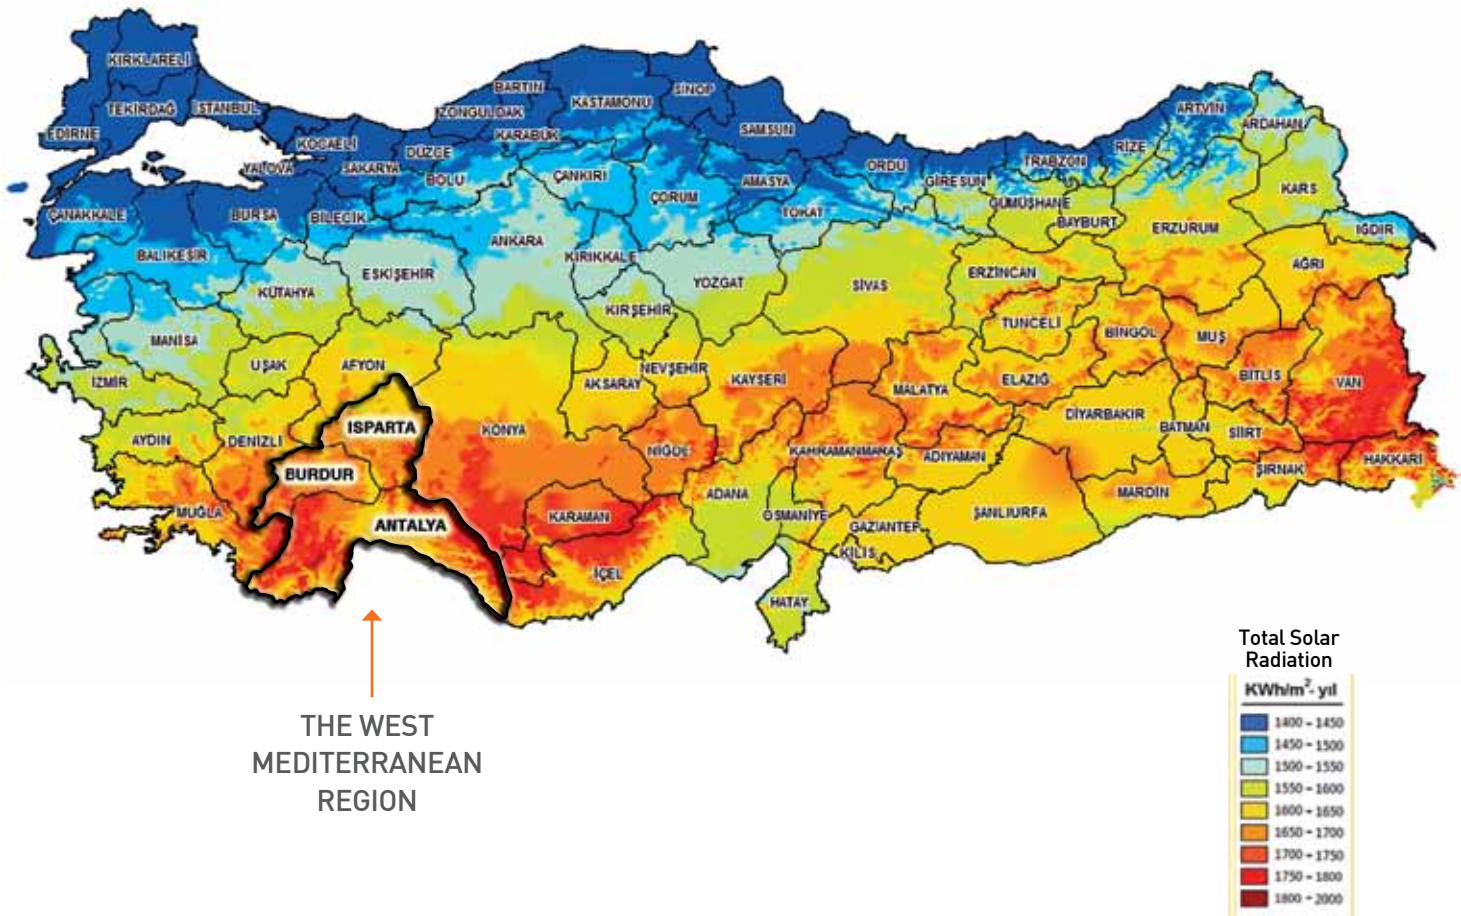 KIRKLARELİ
TEKİRDAĞ
İSTANBUL
EDİRNE
KOCAELİ
YALOVA
SAKARYA
DÜZCE
BOLU
ZONGULDAK
BARTIN
KARABÜK
KASTAMONU
SİNOP
SAMSUN
ÇANKIRI
ÇORUM
AMASYA
TOKAT
ORDU
GİRESUN
TRABZON
RİZE
ARTVİN
ARDAHAN
KARS
GÜMÜŞHANE
BAYBURT
ERZURUM
IĞDIR
AĞRI
ÇANAKKALE
BURSA
BİLECİK
BALIKESİR
ESKİŞEHİR
KÜTAHYA
ANKARA
KIRIKKALE
YOZGAT
SİVAS
ERZİNCAN
KIRŞEHİR
TUNCELİ
BİNGÖL
MUŞ
MANİSA
UŞAK
AFYON
İZMİR
AKSARAY
NEVŞEHİR
KAYSERİ
MALATYA
ELAZIĞ
BİTLİS
VAN
AYDIN
DENİZLİ
ISPARTA
KONYA
NİĞDE
KAHRAMANMARAŞ
ADIYAMAN
DİYARBAKIR
BATMAN
SİİRT
ŞIRNAK
HAKKARİ
BURDUR
MUĞLA
ANTALYA
KARAMAN
ADANA
OSMANİYE
GAZİANTEP
ŞANLIURFA
MARDİN
KİLİS
İÇEL
HATAY
THE WEST
MEDITERRANEAN
REGION
Total Solar
Radiation
KWh/m²-yıl
1400 - 1450
1450 - 1500
1500 - 1550
1550 - 1600
1600 - 1650
1650 - 1700
1700 - 1750
1750 - 1800
1800 - 2000